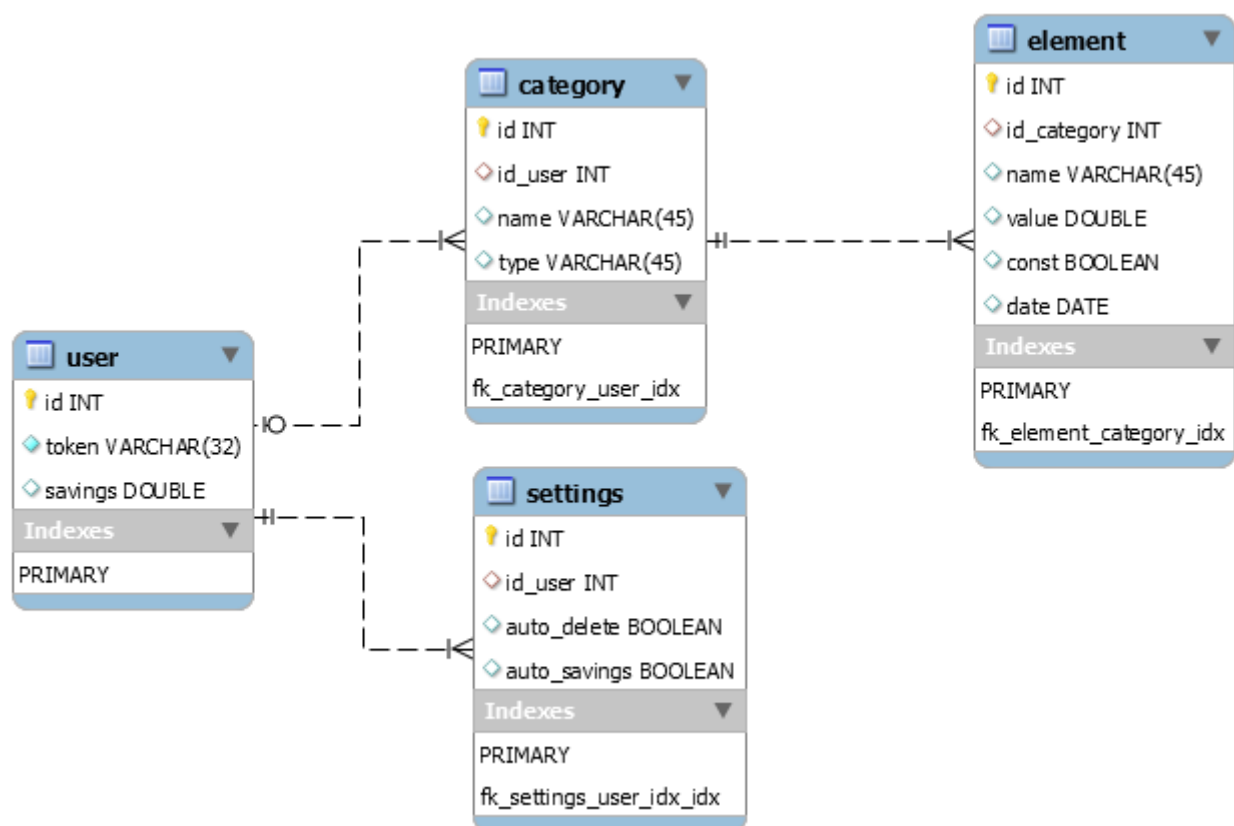 user
id INT
token VARCHAR(32)
savings DOUBLE
Indexes
PRIMARY
category
id INT
id_user INT
name VARCHAR(45)
type VARCHAR(45)
Indexes
PRIMARY
fk_category_user_idx
settings
id INT
id_user INT
auto_delete BOOLEAN
auto_savings BOOLEAN
Indexes
PRIMARY
fk_settings_user_idx_idx
element
id INT
id_category INT
name VARCHAR(45)
value DOUBLE
const BOOLEAN
date DATE
Indexes
PRIMARY
fk_element_category_idx